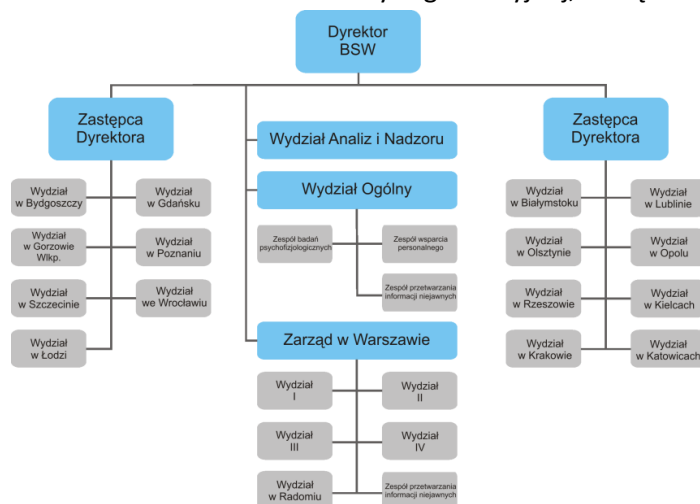 Dyrektor
BSW
Zastępca
Dyrektora
Wydział
w Bydgoszczy
Wydział
w Gdańsku
Wydział
w Gorzowie
Wlkp.
Wydział
w Poznaniu
Wydział
w Szczecinie
Wydział
we Wrocławiu
Wydział
w Łodzi
Wydział Analiz i Nadzoru
Wydział Ogólny
Zespół badań
psychofizjologicznych
Zespół wsparcia
personalnego
Zespół przetwarzania
informacji niejawnych
Zarząd w Warszawie
Wydział
I
Wydział
II
Wydział
III
Wydział
IV
Wydział
w Radomiu
Zespół przetwarzania
informacji niejawnych
Zastępca
Dyrektora
Wydział
w Białymstoku
Wydział
w Lublinie
Wydział
w Olsztynie
Wydział
w Opolu
Wydział
w Rzeszowie
Wydział
w Kielcach
Wydział
w Krakowie
Wydział
w Katowicach